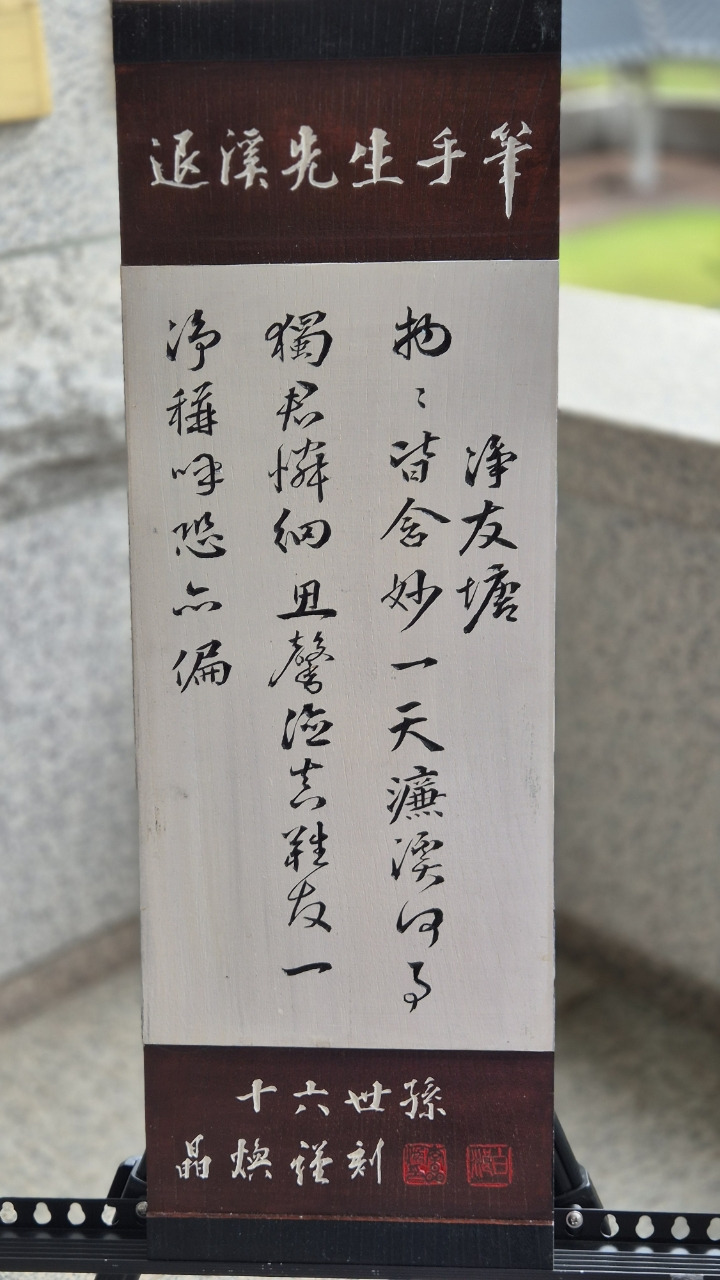 退溪先生手筆
淨友塘
物〻皆含妙一天濂溪何事
獨君憐細思馨德真難友一
淨稱呼恐亦偏
十六世孫
晶煥謹刻